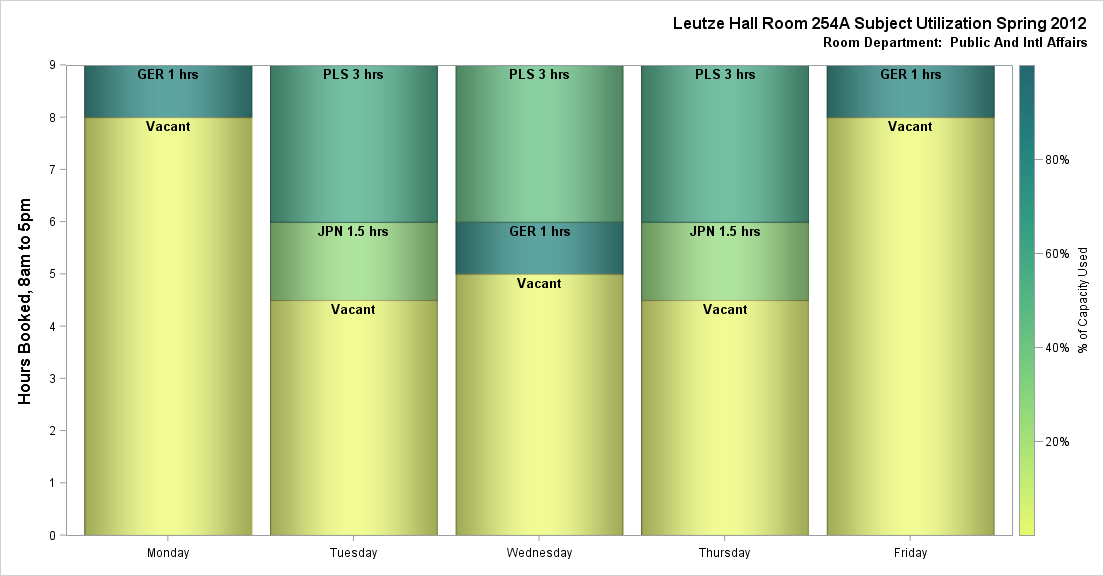 Leutze Hall Room 254A Subject Utilization Spring 2012
Room Department: Public And Intl Affairs
Hours Booked, 8am to 5pm
9
8
7
6
5
4
3
2
1
0
GER 1 hrs
Vacant
PLS 3 hrs
JPN 1.5 hrs
Vacant
PLS 3 hrs
GER 1 hrs
Vacant
PLS 3 hrs
JPN 1.5 hrs
Vacant
GER 1 hrs
Vacant
Monday
Tuesday
Wednesday
Thursday
Friday
80%
60%
40%
20%
% of Capacity Used